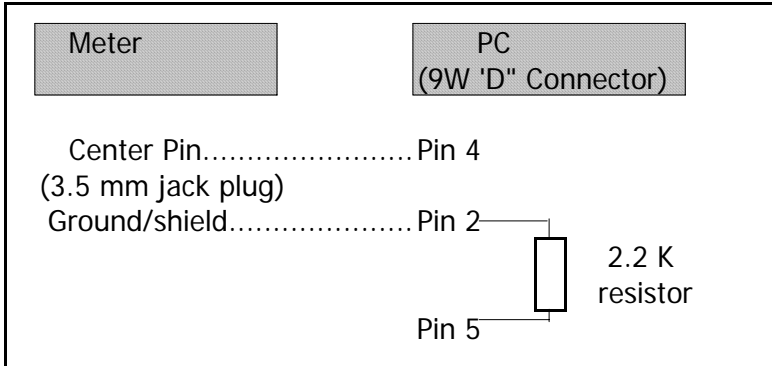 Meter PC
(9W 'D" Connector)
Center Pin........................Pin 4
(3.5 mm jack plug)
Ground/shield.....................Pin 2
2.2 K
resistor
Pin 5